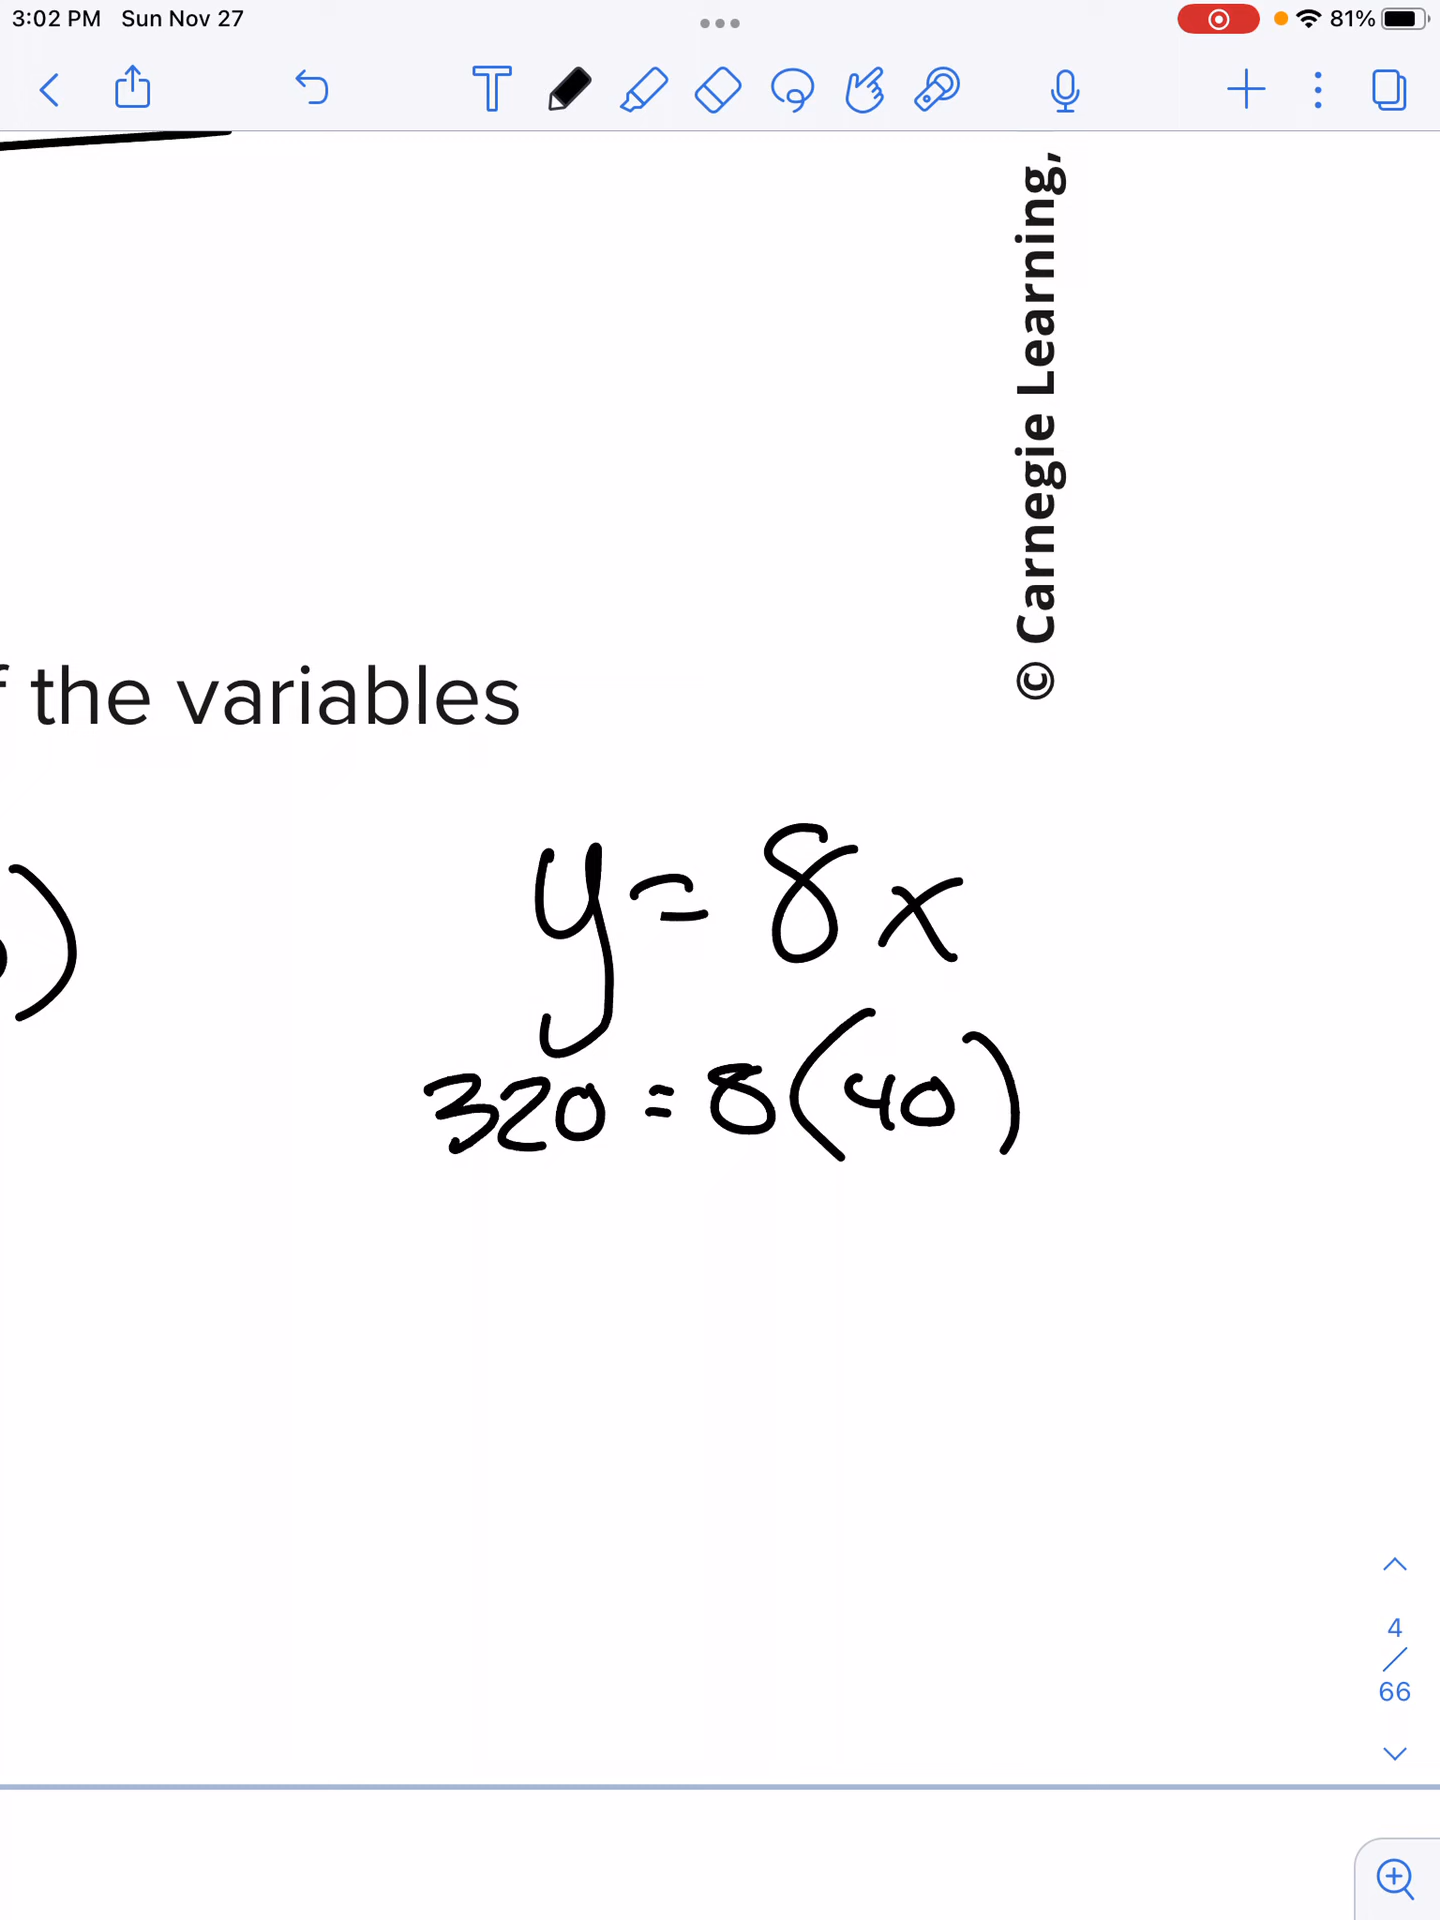 3:02 PM Sun Nov 27
81%
© Carnegie Learning,
the variables
)
y = 8x
320 = 8(40)
4
/
66